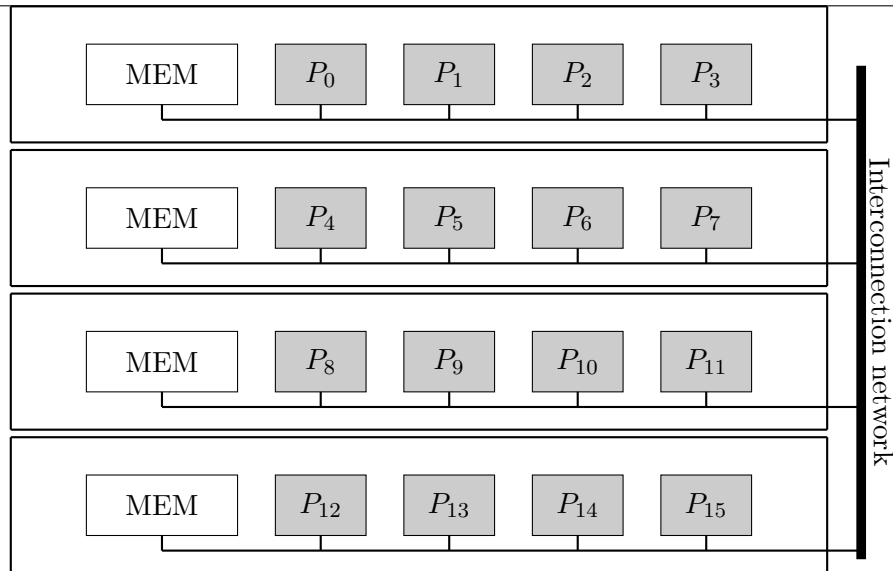 MEM P₀ P₁ P₂ P₃
MEM P₄ P₅ P₆ P₇
MEM P₈ P₉ P₁₀ P₁₁
MEM P₁₂ P₁₃ P₁₄ P₁₅
Interconnection network